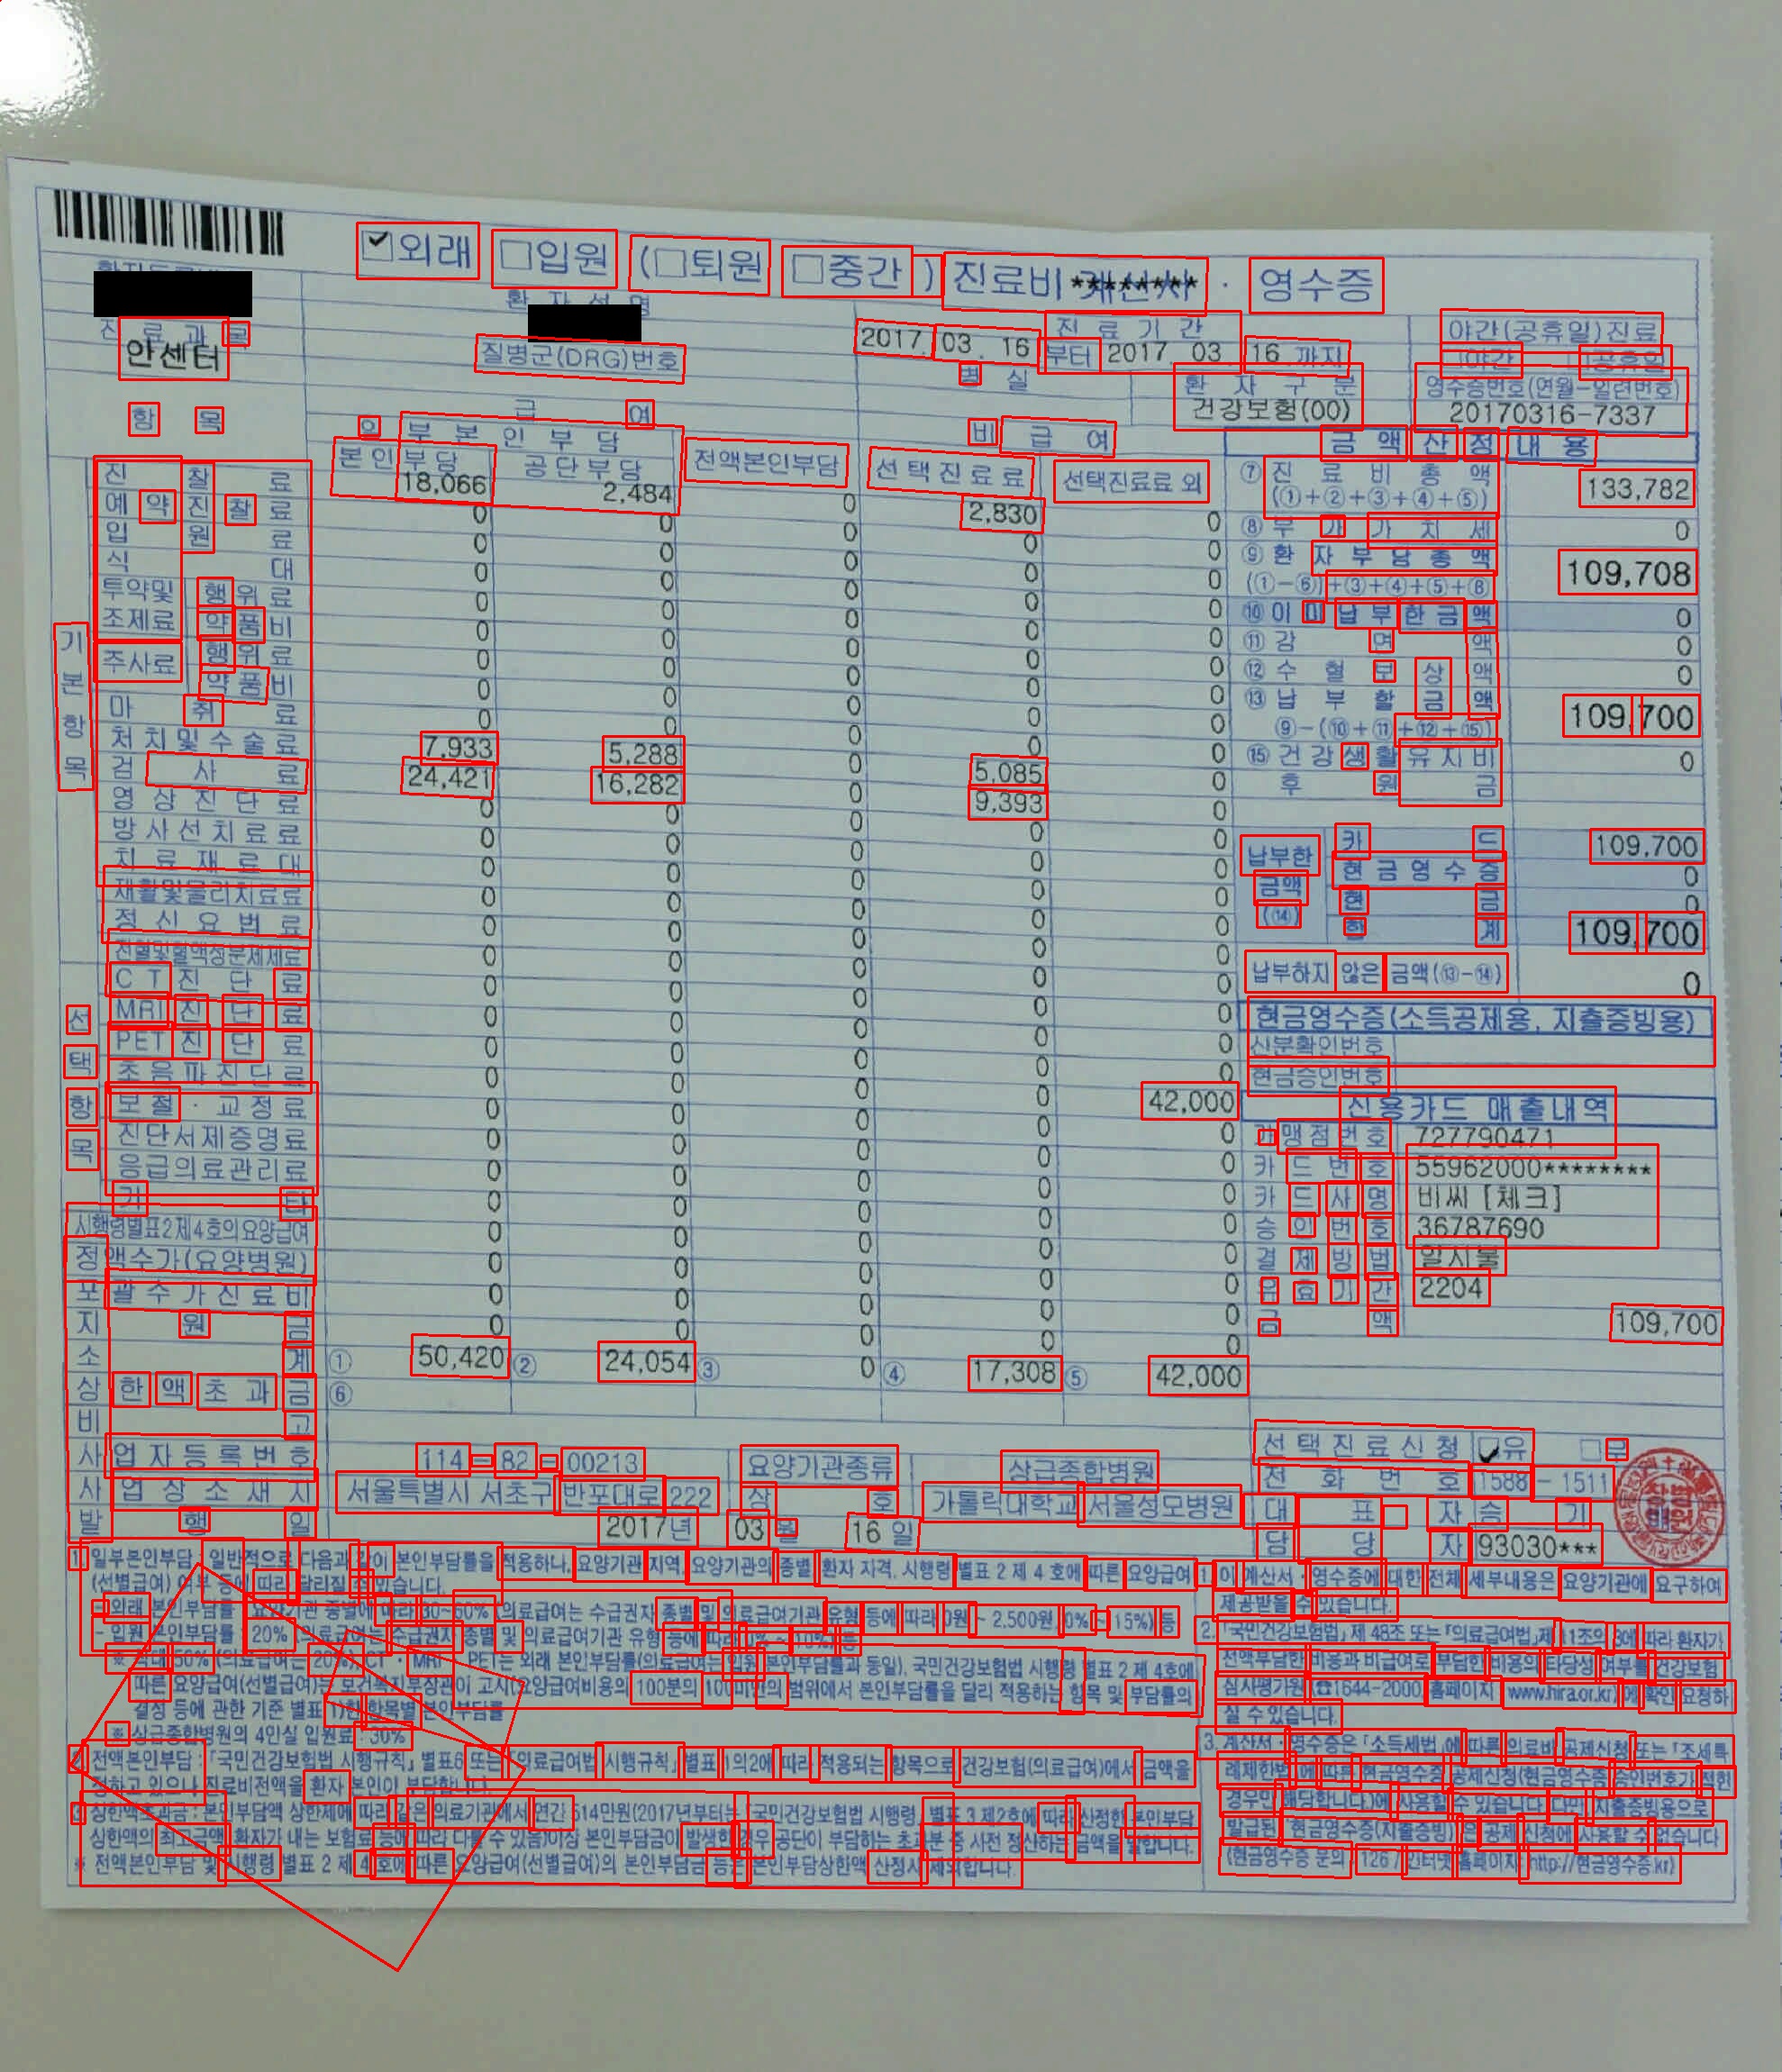 ☑외래 □입원 (□퇴원 □중간 ) 진료비 ******** · 영수증
환 자 성 명
진 료 과 목
안센터
질병군(DRG)번호
진 료 기 간
2017. 03. 16 부터 2017. 03. 16 까지
야간(공휴일)진료
□야간 □공휴일
병 실
환 자 구 분
건강보험(00)
영수증번호(연월-일련번호)
20170316-7337
항 목
급 여
비 급 여
금 액 산 정 내 용
일 부 본 인 부 담
본인부담 공단부담 전액본인부담 선 택 진 료 료 선택진료료 외
기 본 항 목
진 찰 료 18,066 2,484 0 2,830 0
예 약 진 찰 료 0 0 0 0 0
입 원 료 0 0 0 0 0
식 대 0 0 0 0 0
투약및 조제료 행위료 0 0 0 0 0
약품비 0 0 0 0 0
주사료 행위료 0 0 0 0 0
약품비 0 0 0 0 0
마 취 료 0 0 0 0 0
처 치 및 수 술 료 7,933 5,288 0 5,085 0
검 사 료 24,421 16,282 0 9,393 0
영 상 진 단 료 0 0 0 0 0
방 사 선 치 료 료 0 0 0 0 0
치 료 재 료 대 0 0 0 0 0
재활및물리치료료 0 0 0 0 0
정 신 요 법 료 0 0 0 0 0
전혈및혈액성분제제료 0 0 0 0 0
선 택 항 목
C T 진 단 료 0 0 0 0 0
MRI 진 단 료 0 0 0 0 0
PET 진 단 료 0 0 0 0 0
초 음 파 진 단 료 0 0 0 0 42,000
보 철 · 교 정 료 0 0 0 0 0
진단서제증명료 0 0 0 0 0
응급의료관리료 0 0 0 0 0
기 타 0 0 0 0 0
시행령별표2제4호의요양급여 0 0 0 0 0
정액수가(요양병원) 0 0 0 0 0
포 괄 수 가 진 료 비 0 0 0 0 0
지 원 금 0 0 0 0 0
소 계 ① 50,420 ② 24,054 ③ 0 ④ 17,308 ⑤ 42,000
상 한 액 초 과 금 ⑥
비 고
⑦ 진 료 비 총 액
(①+②+③+④+⑤) 133,782
⑧ 부 가 가 치 세 0
⑨ 환 자 부 담 총 액
(①-⑥)+③+④+⑤+⑧ 109,708
⑩ 이 미 납 부 한 금 액 0
⑪ 감 면 액 0
⑫ 수 혈 보 상 액 0
⑬ 납 부 할 금 액
⑨-(⑩+⑪+⑫+⑮) 109,700
⑮ 건 강 생 활 유 지 비 0
후 원 금
납부한 금액 (⑭)
카 드 109,700
현 금 영 수 증 0
현 금 0
합 계 109,700
납부하지 않은 금액(⑬-⑭) 0
현금영수증(소득공제용, 지출증빙용)
신분확인번호
현금승인번호
신용카드 매출내역
가 맹 점 번 호 727790471
카 드 번 호 55962000********
카 드 사 명 비씨 [체크]
승 인 번 호 36787690
결 제 방 법 일시불
유 효 기 간 2204
금 액 109,700
선 택 진 료 신 청 ☑유 □무
사 업 자 등 록 번 호 114 - 82 - 00213 요양기관종류 상급종합병원 전 화 번 호 1588 - 1511
사 업 장 소 재 지 서울특별시 서초구 반포대로 222 상 호 가톨릭대학교 서울성모병원 대 표 자 승 기
발 행 일 2017년 03 월 16 일 담 당 자 93030***
1. 일부본인부담 : 일반적으로 다음과 같이 본인부담률을 적용하나, 요양기관 지역, 요양기관의 종별, 환자 자격, 시행령 별표 2 제 4 호에 따른 요양급여
(선별급여) 여부 등에 따라 달라질 수 있습니다.
- 외래 본인부담률 : 요양기관 종별에 따라 30~60% (의료급여는 수급권자 종별 및 의료급여기관 유형 등에 따라 0원 ~ 2,500원, 0% ~ 15%) 등
- 입원 본인부담률 : 20% (의료급여는 수급권자 종별 및 의료급여기관 유형 등에 따라 0% ~ 10%) 등
PET는 외래 본인부담률(의료급여는 입원 본인부담률과 동일), 국민건강보험법 시행령 별표 2 제 4호에
따른 요양급여(선별급여)는 보건복지부장관이 고시(요양급여비용의 100분의 100미만의 범위에서 본인부담률을 달리 적용하는 항목 및 부담률의
결정 등에 관한 기준 별표 1)한 항목별 본인부담률
※ 상급종합병원의 4인실 입원료 : 30%
2. 전액본인부담 : 「국민건강보험법 시행규칙」 별표6 또는 「의료급여법 시행규칙」 별표 1의2에 따라 적용되는 항목으로 건강보험(의료급여)에서 금액을
정하고 있으나 진료비전액을 환자 본인이 부담합니다.
3. 상한액초과금 : 본인부담액 상한제에 따라 같은 의료기관에서 연간 514만원(2017년부터는 「국민건강보험법 시행령」 별표 3 제2호에 따라 산정한 본인부담
상한액의 최고금액, 환자가 내는 보험료 등에 따라 다를 수 있음)이상 본인부담금이 발생한 경우 공단이 부담하는 초과분 중 사전 정산하는 금액을 말합니다.
* 전액본인부담 및 시행령 별표 2 제 4 호에 따른 요양급여(선별급여)의 본인부담금 등은 본인부담상한액 산정시 제외합니다.
1. 이 계산서 · 영수증에 대한 전체 세부내용은 요양기관에 요구하여
제공받을 수 있습니다.
2. 「국민건강보험법」 제 48조 또는 「의료급여법」 제11조의 3에 따라 환자가
전액부담한 비용과 비급여로 부담한 비용의 타당성 여부를 건강보험
심사평가원 (☎1644-2000, 홈페이지 : www.hira.or.kr)에 확인 요청하
실 수 있습니다.
3. 계산서 · 영수증은 「소득세법」에 따른 의료비 공제신청 또는 「조세특
례제한법」에 따른 현금영수증 공제신청(현금영수증 승인번호가 적힌
경우만 해당합니다)에 사용할 수 있습니다. 다만, 지출증빙용으로
발급된 「현금영수증(지출증빙)」은 공제신청에 사용할 수 없습니다
(현금영수증 문의 : 126 / 인터넷 홈페이지: http://현금영수증.kr)